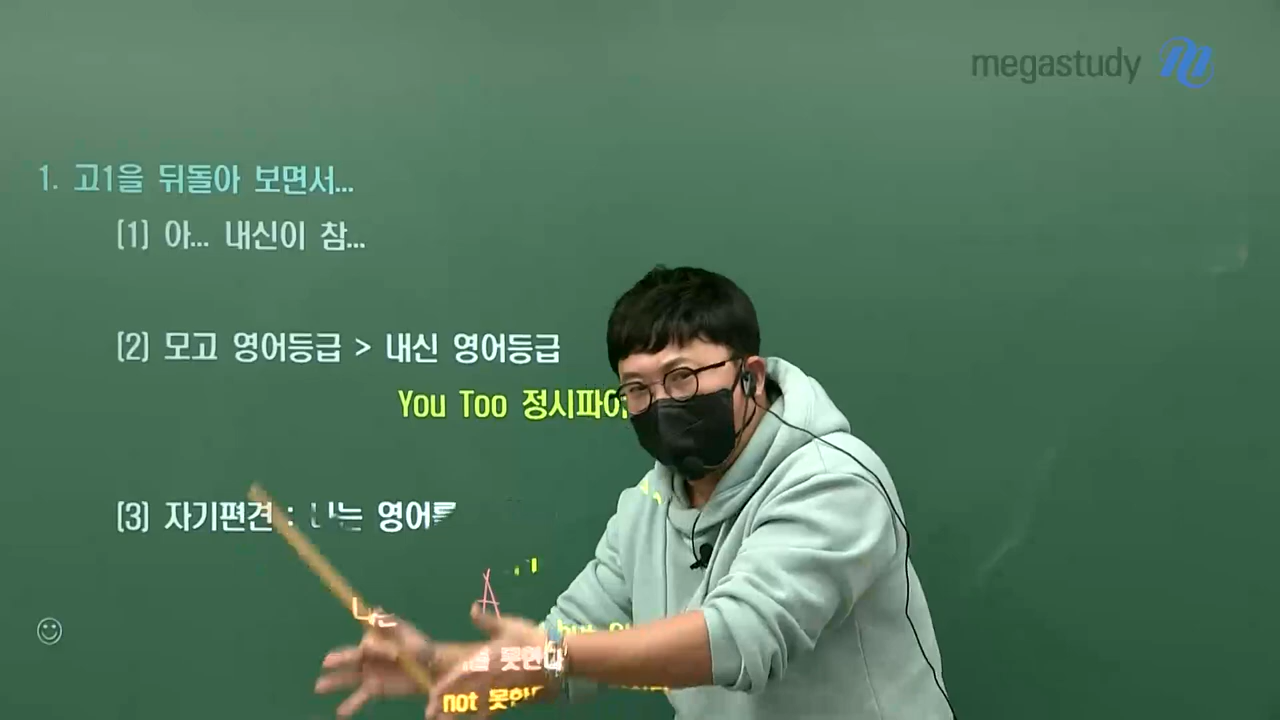 megastudy
1. 고1을 뒤돌아 보면서...
(1) 아... 내신이 참...
(2) 모고 영어등급 > 내신 영어등급
You Too 정시파이
(3) 자기편견 : 나는 영어를
A
나는
not